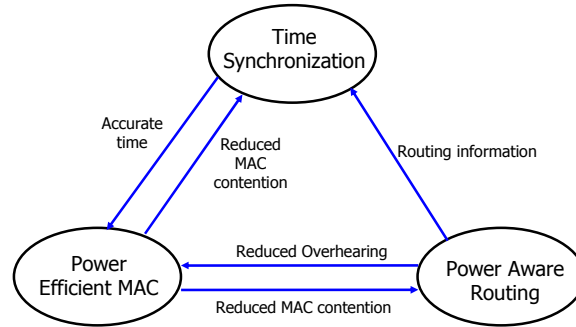 Time
Synchronization
Accurate
time
Reduced
MAC
contention
Routing information
Reduced Overhearing
Power
Efficient MAC
Power Aware
Routing
Reduced MAC contention